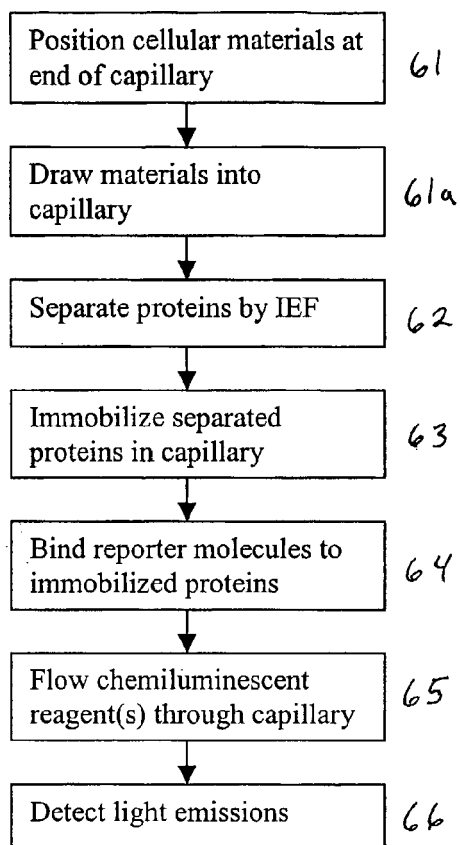 Position cellular materials at
end of capillary
61
Draw materials into
capillary
61a
Separate proteins by IEF
62
Immobilize separated
proteins in capillary
63
Bind reporter molecules to
immobilized proteins
64
Flow chemiluminescent
reagent(s) through capillary
65
Detect light emissions
66